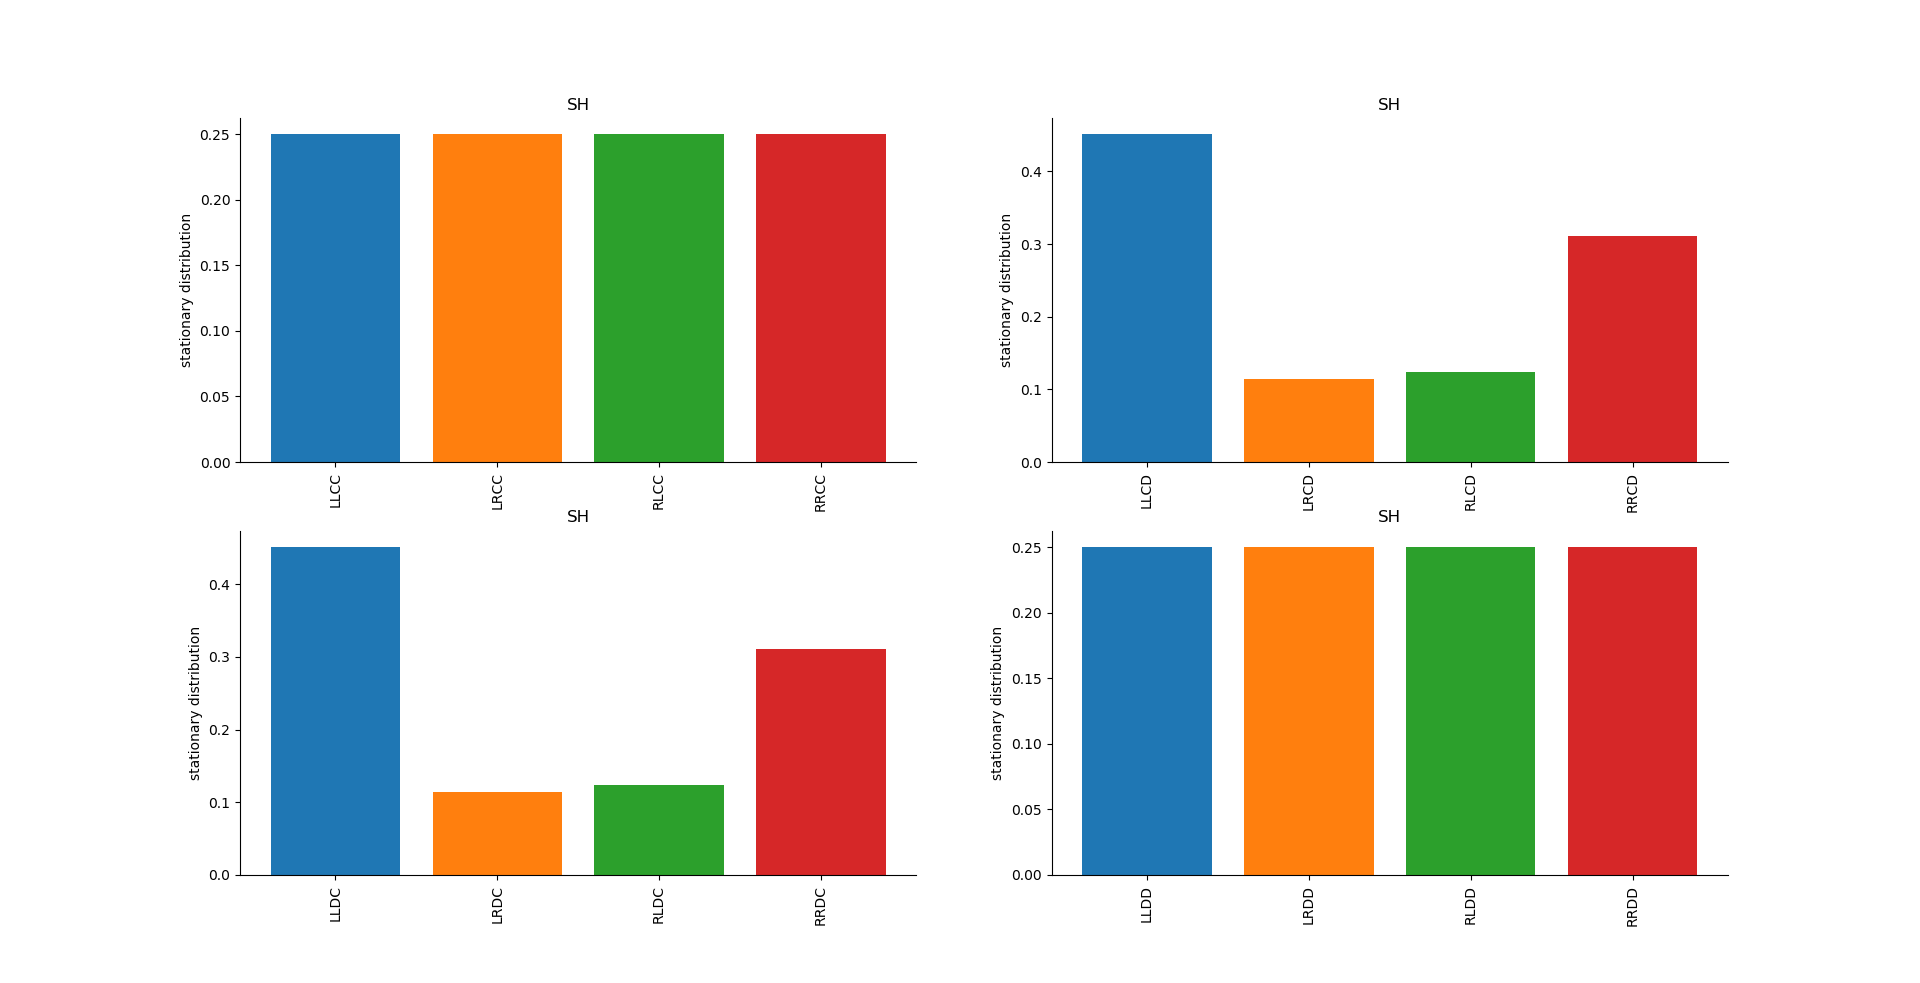 SH
stationary distribution
0.25
0.20
0.15
0.10
0.05
0.00
LLCC
LRCC
RLCC
RRCC
SH
stationary distribution
0.4
0.3
0.2
0.1
0.0
LLCD
LRCD
RLCD
RRCD
SH
stationary distribution
0.4
0.3
0.2
0.1
0.0
LLDC
LRDC
RLDC
RRDC
SH
stationary distribution
0.25
0.20
0.15
0.10
0.05
0.00
LLDD
LRDD
RLDD
RRDD